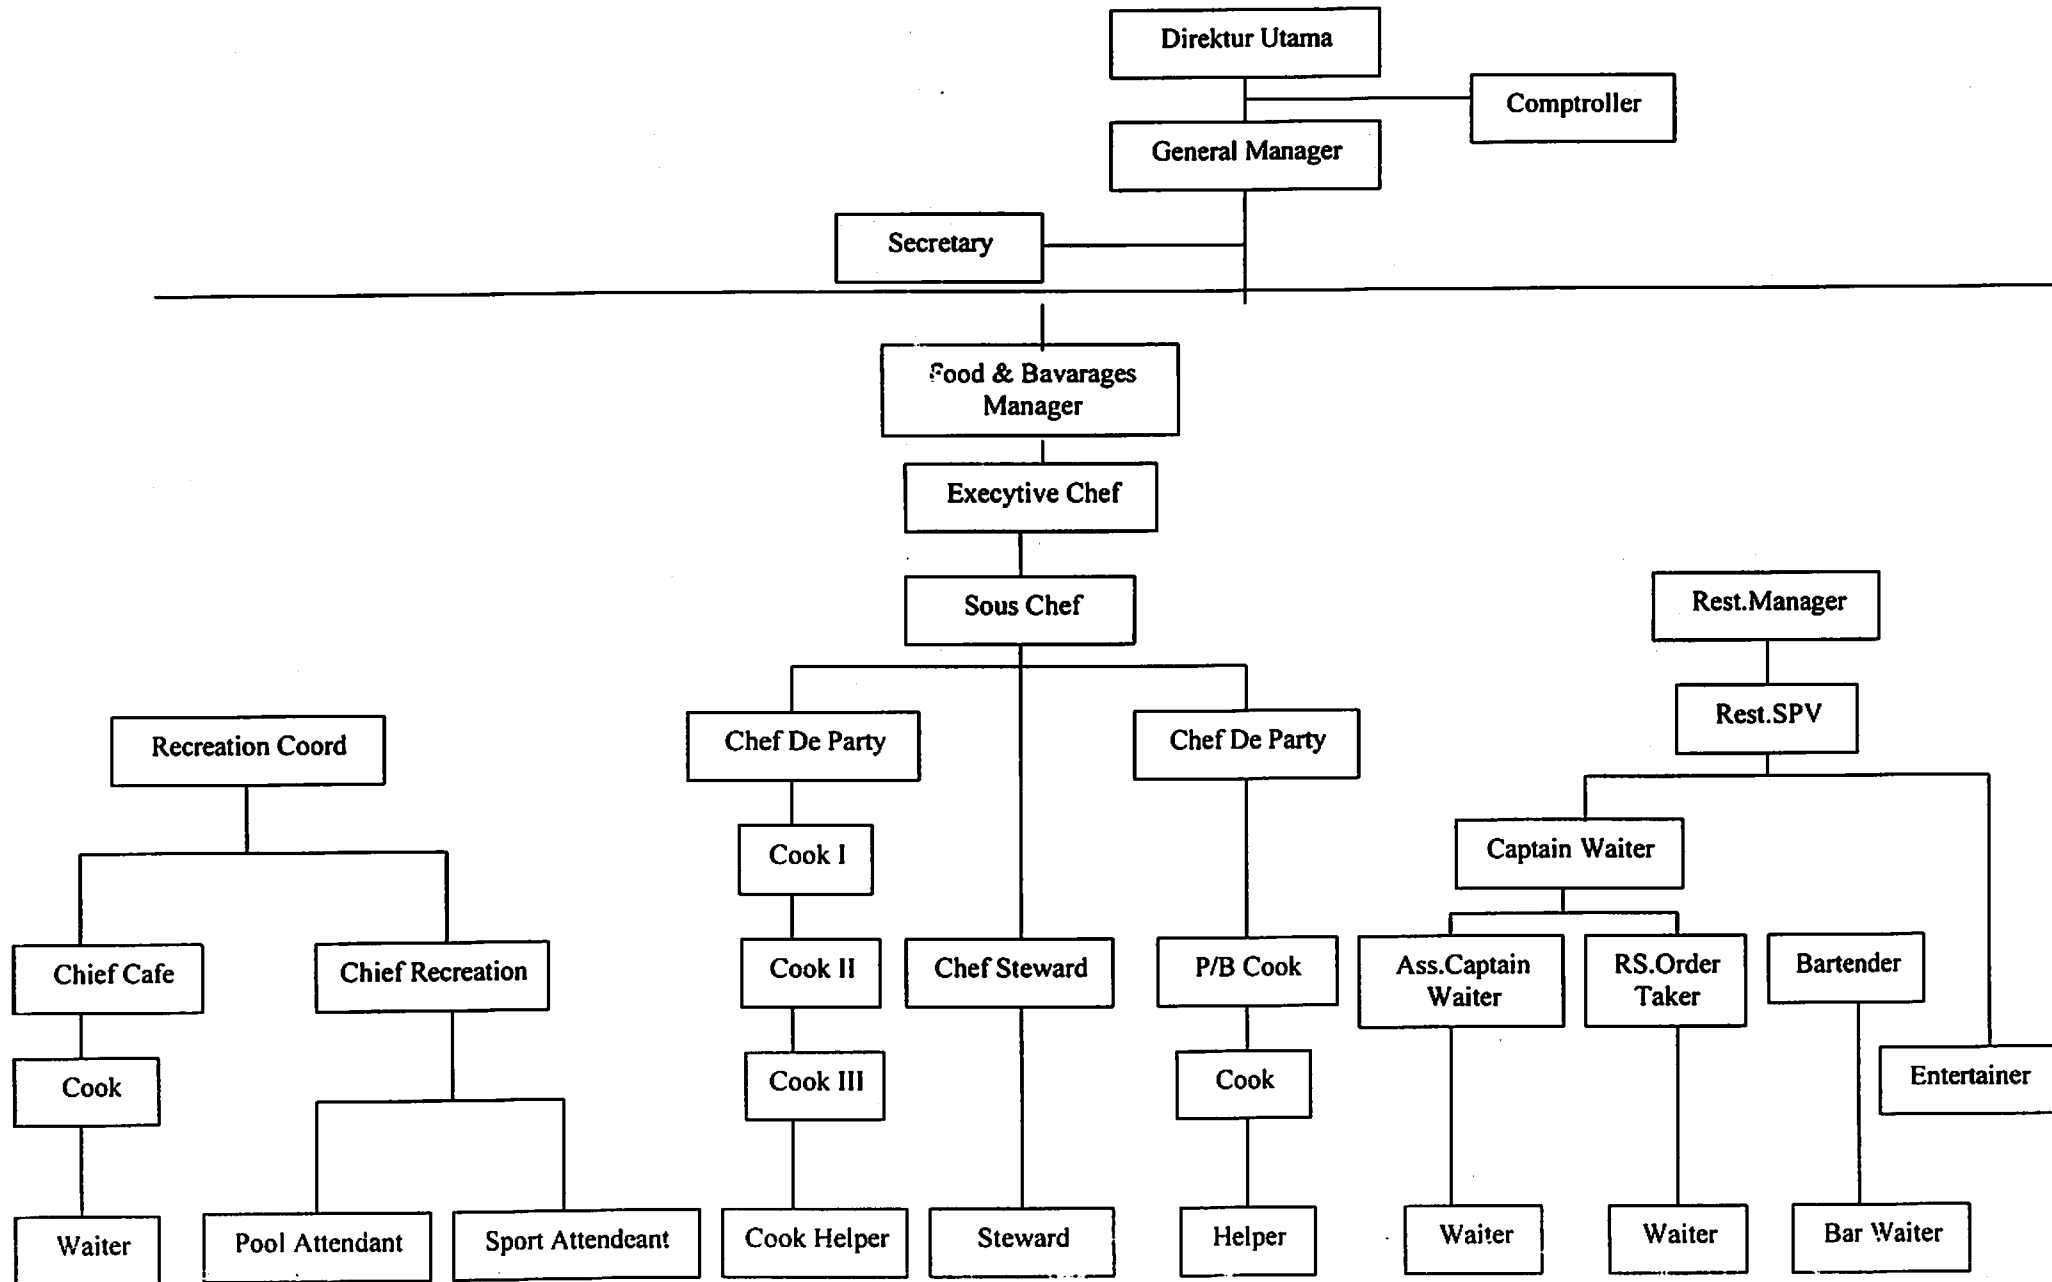 Direktur Utama
Comptroller
General Manager
Secretary
Food & Bavarages
Manager
Execytive Chef
Sous Chef
Rest.Manager
Rest.SPV
Recreation Coord
Chef De Party
Chef De Party
Cook I
Captain Waiter
Chief Cafe
Chief Recreation
Cook II
Chef Steward
P/B Cook
Ass.Captain
Waiter
RS.Order
Taker
Bartender
Cook
Cook III
Cook
Entertainer
Waiter
Pool Attendant
Sport Attendeant
Cook Helper
Steward
Helper
Waiter
Waiter
Bar Waiter